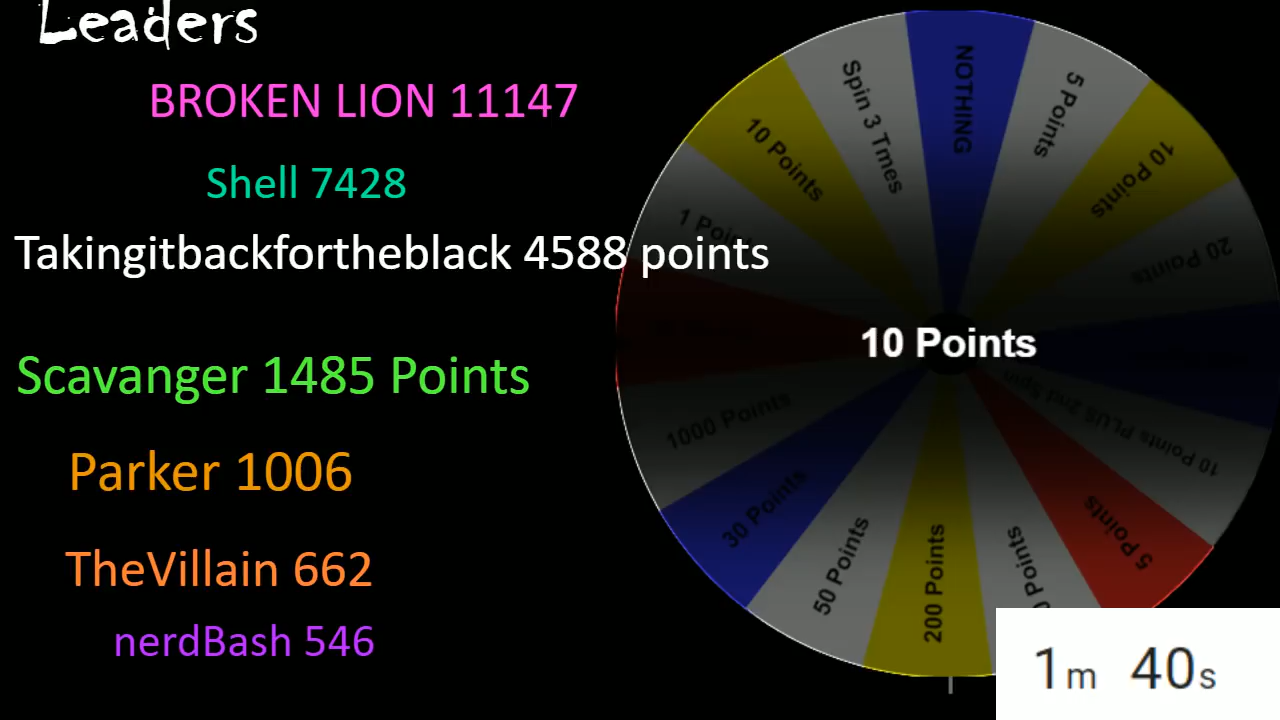 Leaders
BROKEN LION 11147
Shell 7428
Takingitbackfortheblack 4588 points
Scavanger 1485 Points
Parker 1006
TheVillain 662
nerdBash 546
NOTHING
5 Points
10 Points
20 Points
10 Points PLUS 2nd Spin
5 Points
Points
200 Points
50 Points
30 Points
1000 Points
1 Points
10 Points
Spin 3 Tmes
10 Points
1m 40s